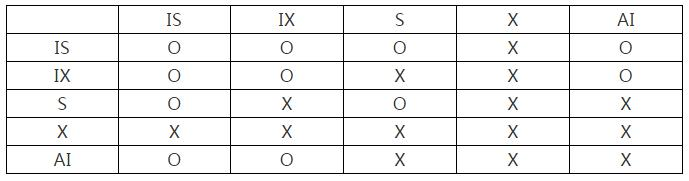 IS IX S X AI
IS O O O X O
IX O O X X O
S O X O X X
X X X X X X
AI O O X X X